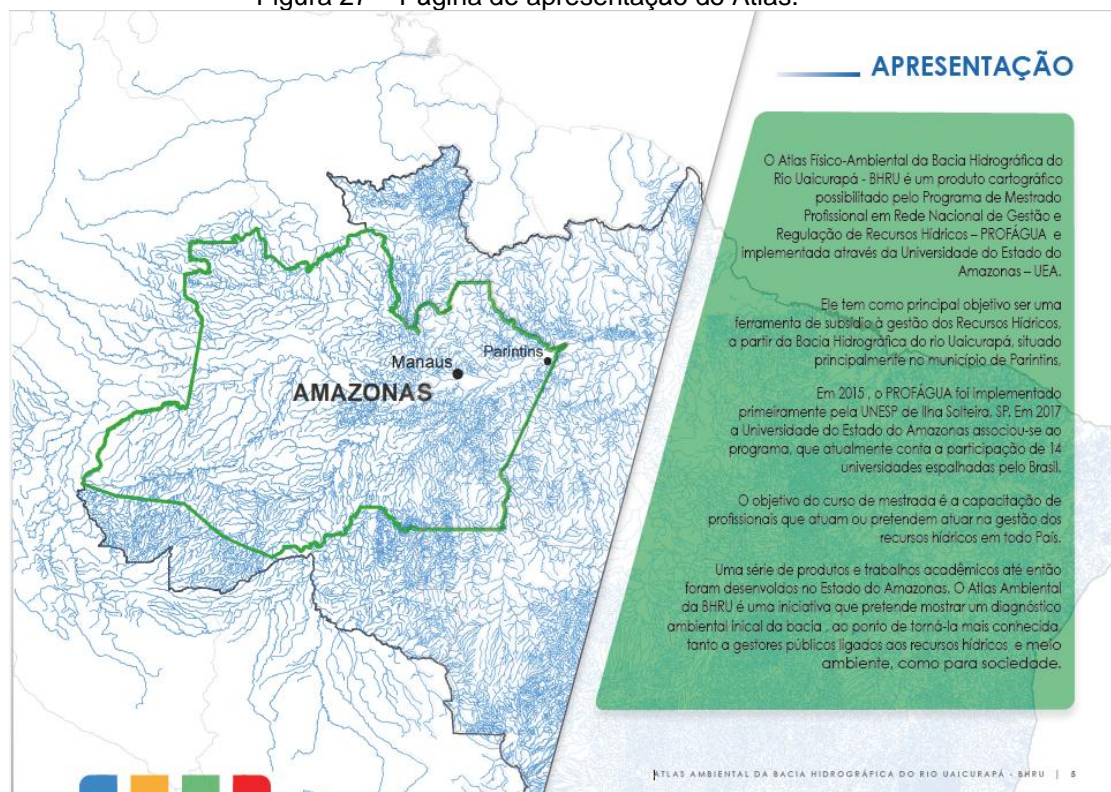 Figura 27 – Página de apresentação do Atlas.
APRESENTAÇÃO
O Atlas Físico-Ambiental da Bacia Hidrográfica do
Rio Uaicurapá - BHRU é um produto cartográfico
possibilitado pelo Programa de Mestrado
Profissional em Rede Nacional de Gestão e
Regulação de Recursos Hídricos – PROFÁGUA e
implementada através da Universidade do Estado do
Amazonas – UEA.
Ele tem como principal objetivo ser uma
ferramenta de subsídio à gestão dos Recursos Hídricos,
a partir da Bacia Hidrográfica do rio Uaicurapá, situado
principalmente no município de Parintins.
Em 2015 , o PROFÁGUA foi implementado
primeiramente pela UNESP de Ilha Solteira, SP. Em 2017
a Universidade do Estado do Amazonas associou-se ao
programa, que atualmente conta a participação de 14
universidades espalhadas pelo Brasil.
O objetivo do curso de mestrada é a capacitação de
profissionais que atuam ou pretendem atuar na gestão dos
recursos hídricos em todo País.
Uma série de produtos e trabalhos acadêmicos até então
foram desenvoldos no Estado do Amazonas. O Atlas Ambiental
da BHRU é uma iniciativa que pretende mostrar um diagnóstico
ambiental inical da bacia , ao ponto de torná-la mais conhecida,
tanto a gestores públicos ligados aos recursos hídricos e meio
ambiente, como para sociedade.
Manaus
Parintins
AMAZONAS
ATLAS AMBIENTAL DA BACIA HIDROGRÁFICA DO RIO UAICURAPÁ - BHRU | 5